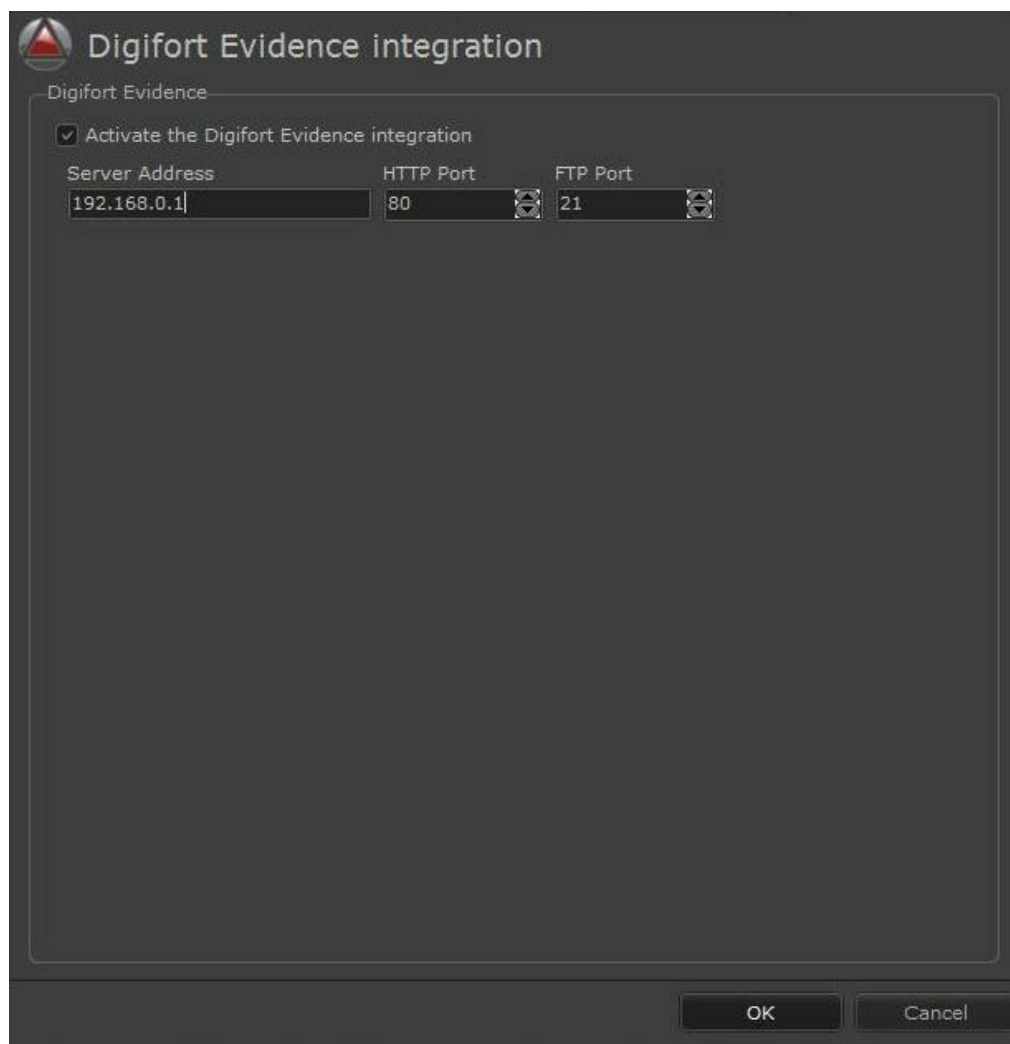 Digifort Evidence integration
Digifort Evidence
Activate the Digifort Evidence integration
Server Address HTTP Port FTP Port
192.168.0.1 80 21
OK Cancel